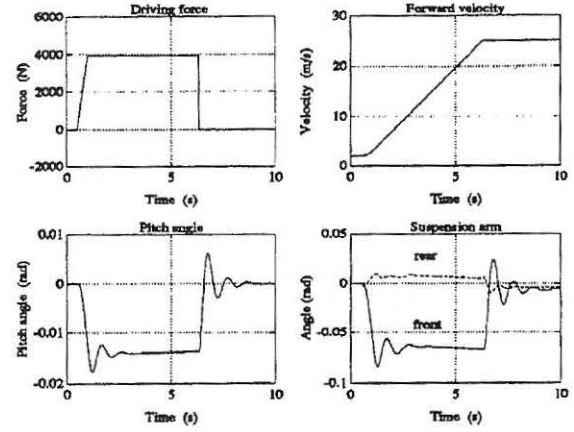 Driving force
6000
4000
2000
0
-2000
Force (N)
0 5 10
Time (s)
Forward velocity
30
20
10
0
Velocity (m/s)
0 5 10
Time (s)
Pitch angle
0.01
0
-0.01
-0.02
Pitch angle (rad)
0 5 10
Time (s)
Suspension arm
0.05
0
-0.05
-0.1
Angle (rad)
rear
front
0 5 10
Time (s)